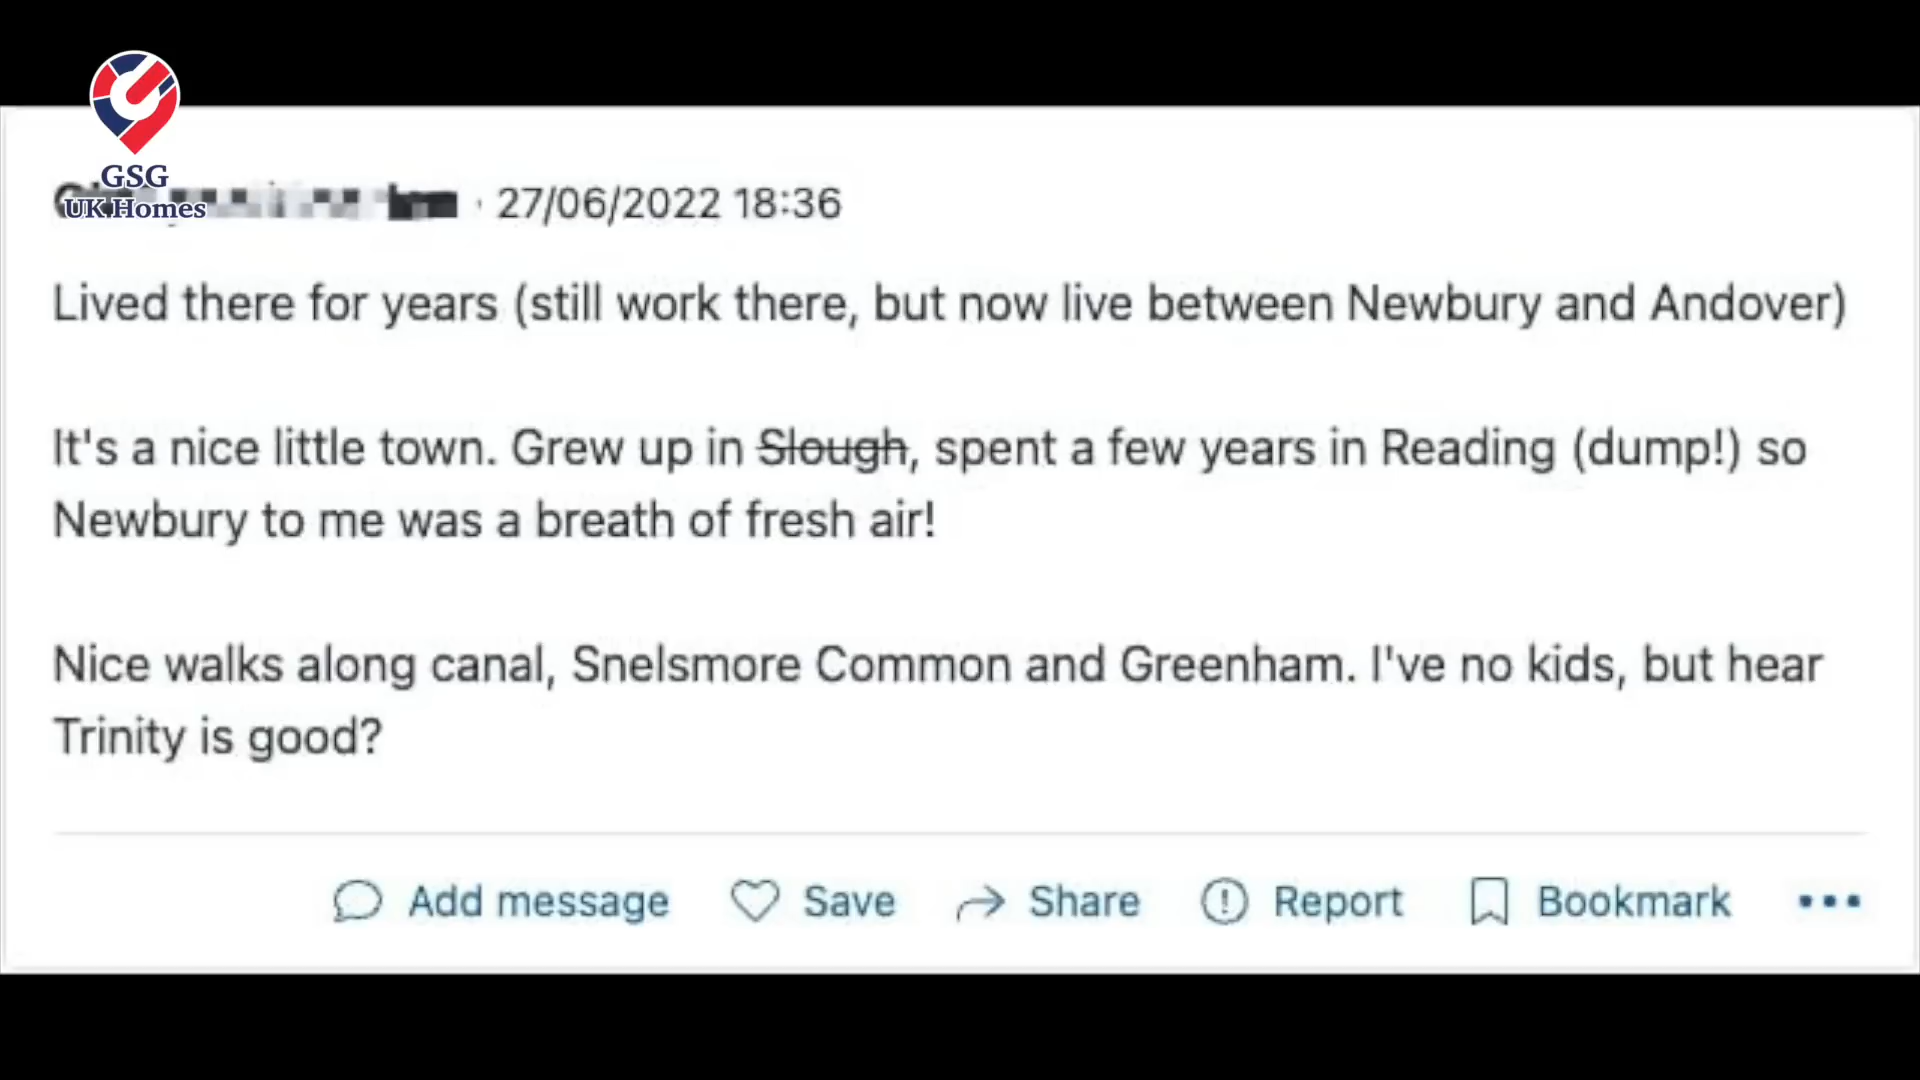 GSG
UK Homes
· 27/06/2022 18:36
Lived there for years (still work there, but now live between Newbury and Andover)
It's a nice little town. Grew up in Slough, spent a few years in Reading (dump!) so
Newbury to me was a breath of fresh air!
Nice walks along canal, Snelsmore Common and Greenham. I've no kids, but hear
Trinity is good?
Add message Save Share Report Bookmark •••